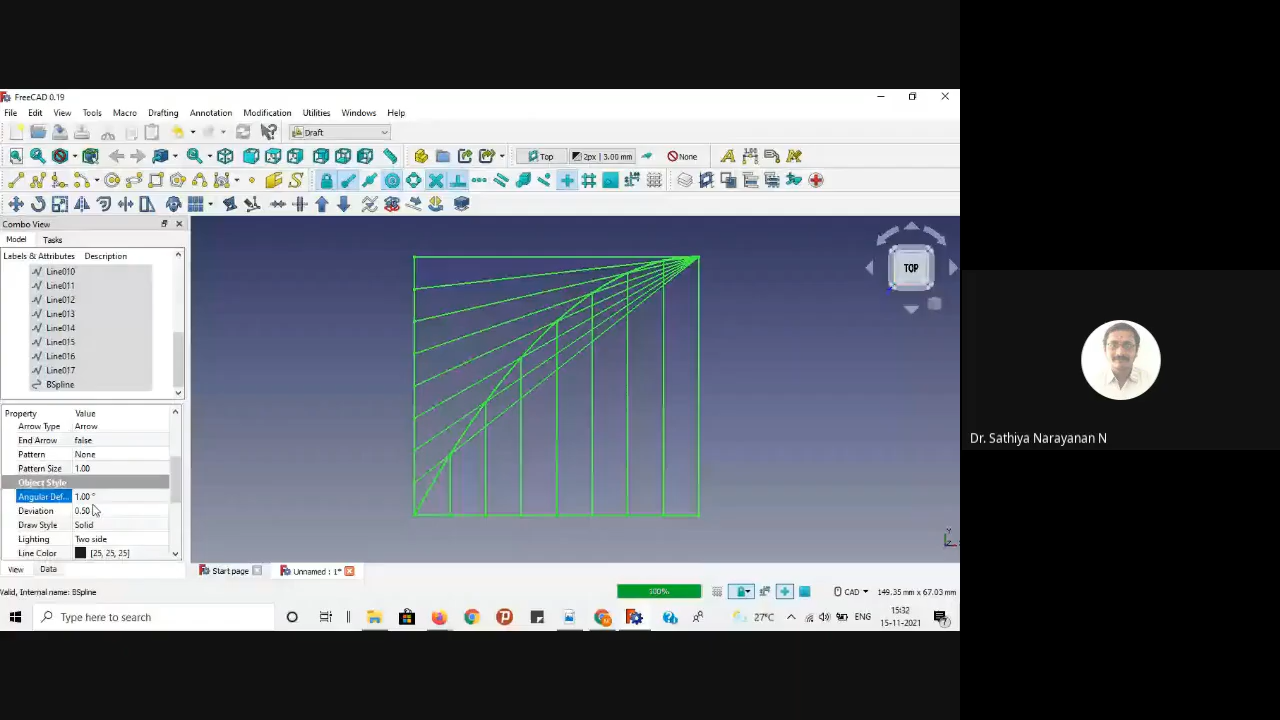 FreeCAD 0.19
File Edit View Tools Macro Drafting Annotation Modification Utilities Windows Help
Draft
Top 2px | 3.00 mm None
Combo View
Model Tasks
Labels & Attributes Description
Line010
Line011
Line012
Line013
Line014
Line015
Line016
Line017
BSpline
TOP
Property Value
Arrow Type Arrow
End Arrow false
Pattern None
Pattern Size 1.00
Object Style
Angular Def... 1.00 °
Deviation 0.50
Draw Style Solid
Lighting Two side
Line Color [25, 25, 25]
View Data
Start page Unnamed : 1*
Valid, Internal name: BSpline
100%
CAD 149.35 mm x 67.03 mm
Type here to search
27°C ENG
15:32
15-11-2021
Dr. Sathiya Narayanan N